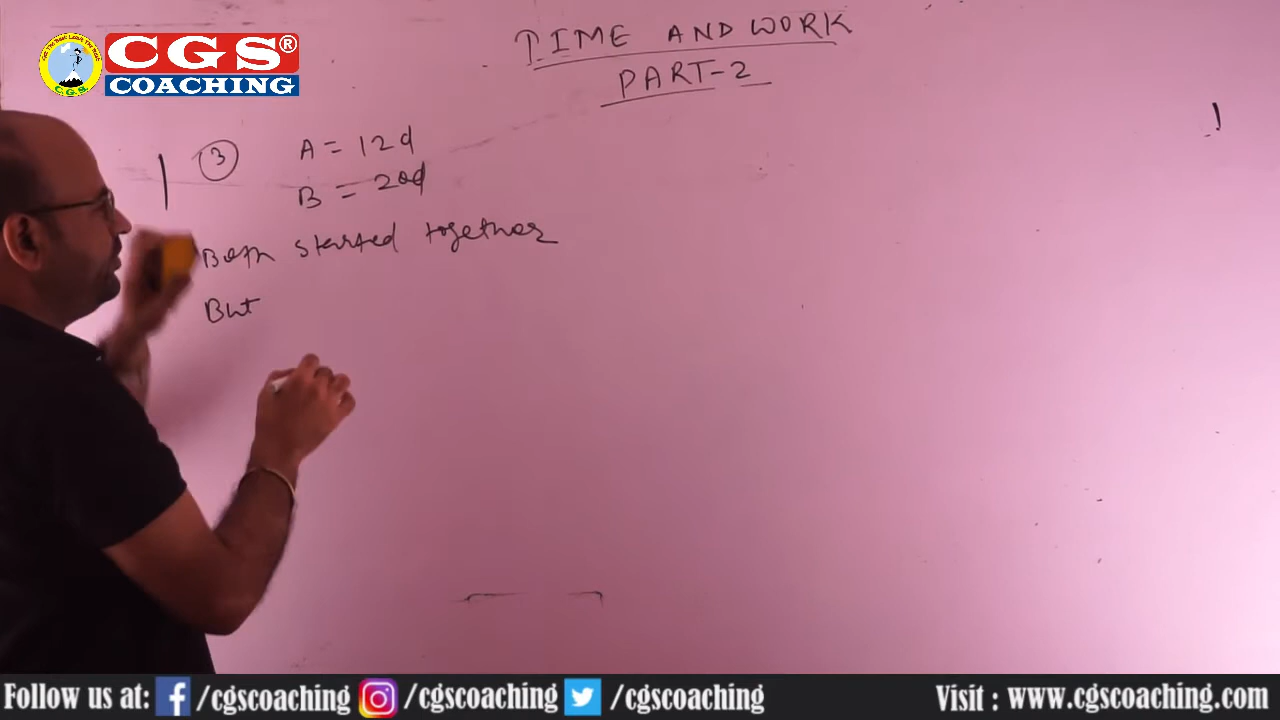 CGS®
COACHING
C.G.S.
TIME AND WORK
PART-2
3 A = 12d
B = 20d
Both started together
But
Follow us at: /cgscoaching /cgscoaching /cgscoaching Visit : www.cgscoaching.com